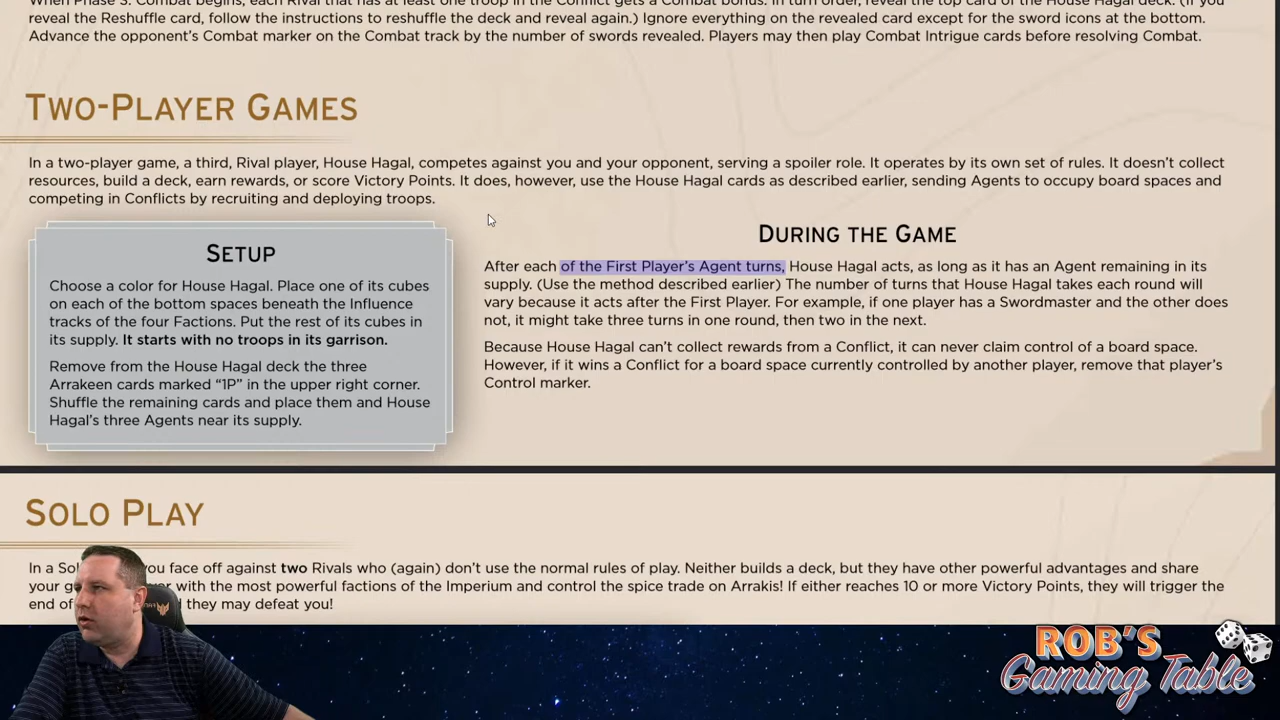 When Phase 3: Combat begins, each Rival that has at least one troop in the Conflict gets a Combat bonus. In turn order, reveal the top card of the House Hagal deck. (If you
reveal the Reshuffle card, follow the instructions to reshuffle the deck and reveal again.) Ignore everything on the revealed card except for the sword icons at the bottom.
Advance the opponent's Combat marker on the Combat track by the number of swords revealed. Players may then play Combat Intrigue cards before resolving Combat.
TWO-PLAYER GAMES
In a two-player game, a third, Rival player, House Hagal, competes against you and your opponent, serving a spoiler role. It operates by its own set of rules. It doesn't collect
resources, build a deck, earn rewards, or score Victory Points. It does, however, use the House Hagal cards as described earlier, sending Agents to occupy board spaces and
competing in Conflicts by recruiting and deploying troops.
SETUP
Choose a color for House Hagal. Place one of its cubes
on each of the bottom spaces beneath the Influence
tracks of the four Factions. Put the rest of its cubes in
its supply. It starts with no troops in its garrison.
Remove from the House Hagal deck the three
Arrakeen cards marked “1P” in the upper right corner.
Shuffle the remaining cards and place them and House
Hagal's three Agents near its supply.
DURING THE GAME
After each of the First Player's Agent turns, House Hagal acts, as long as it has an Agent remaining in its
supply. (Use the method described earlier) The number of turns that House Hagal takes each round will
vary because it acts after the First Player. For example, if one player has a Swordmaster and the other does
not, it might take three turns in one round, then two in the next.
Because House Hagal can't collect rewards from a Conflict, it can never claim control of a board space.
However, if it wins a Conflict for a board space currently controlled by another player, remove that player's
Control marker.
SOLO PLAY
In a So you face off against two Rivals who (again) don't use the normal rules of play. Neither builds a deck, but they have other powerful advantages and share
your g with the most powerful factions of the Imperium and control the spice trade on Arrakis! If either reaches 10 or more Victory Points, they will trigger the
end of they may defeat you!
ROB'S
Gaming Table